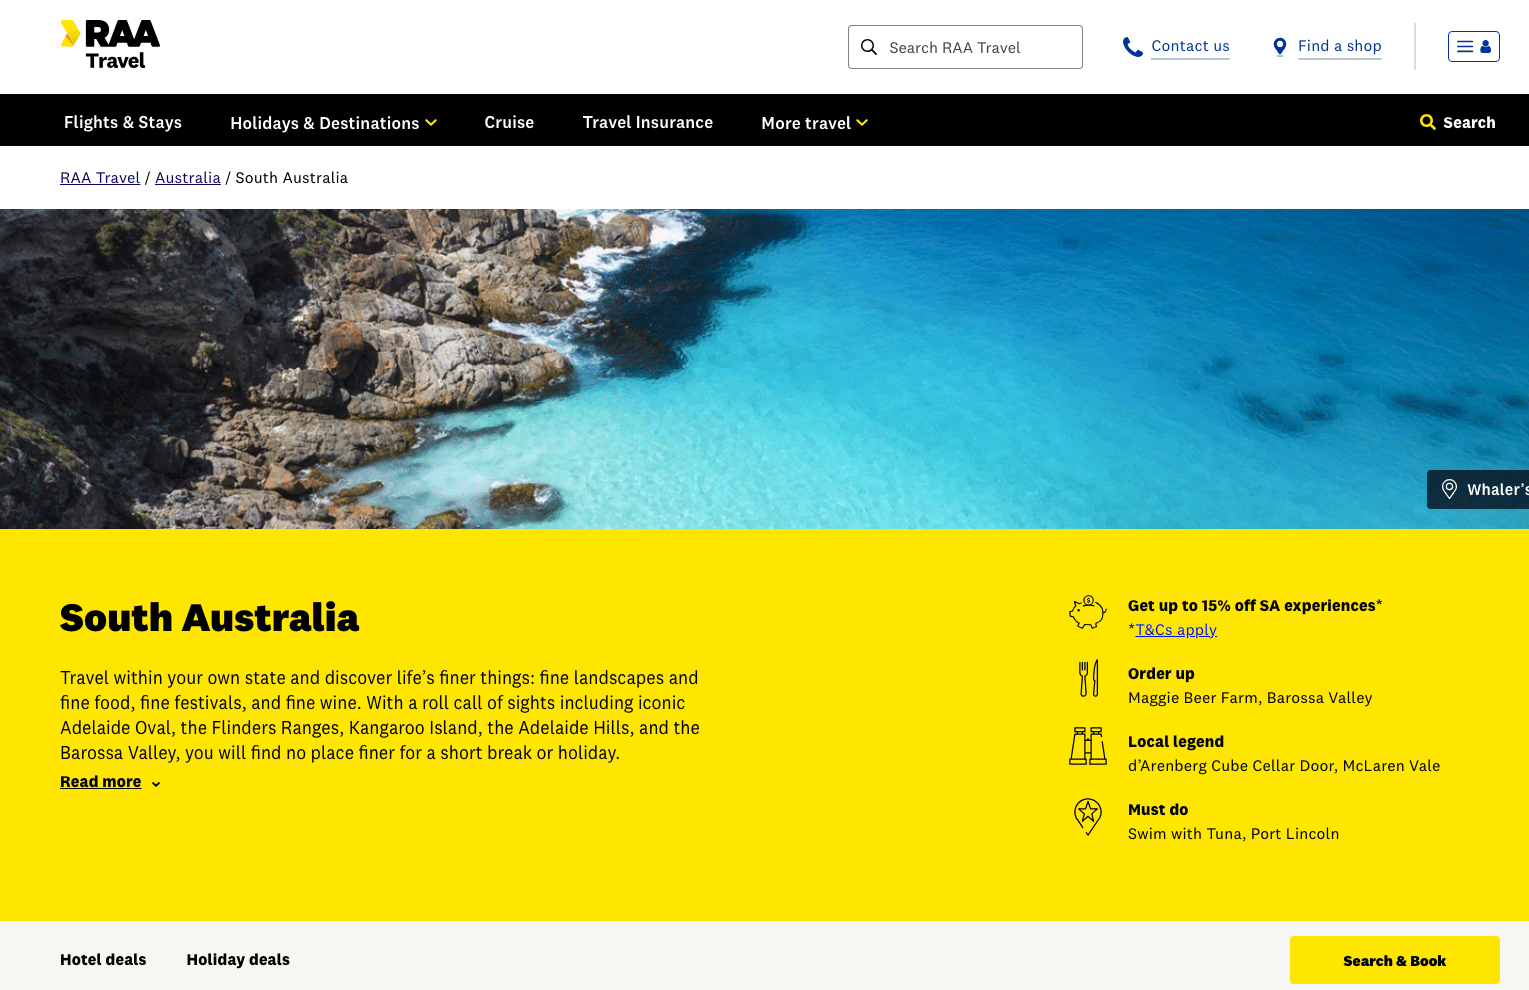 RAA
Travel
Search RAA Travel
Contact us
Find a shop
Flights & Stays
Holidays & Destinations
Cruise
Travel Insurance
More travel
Search
RAA Travel / Australia / South Australia
Whaler's
South Australia
Travel within your own state and discover life’s finer things: fine landscapes and
fine food, fine festivals, and fine wine. With a roll call of sights including iconic
Adelaide Oval, the Flinders Ranges, Kangaroo Island, the Adelaide Hills, and the
Barossa Valley, you will find no place finer for a short break or holiday.
Read more
Get up to 15% off SA experiences*
*T&Cs apply
Order up
Maggie Beer Farm, Barossa Valley
Local legend
d’Arenberg Cube Cellar Door, McLaren Vale
Must do
Swim with Tuna, Port Lincoln
Hotel deals
Holiday deals
Search & Book